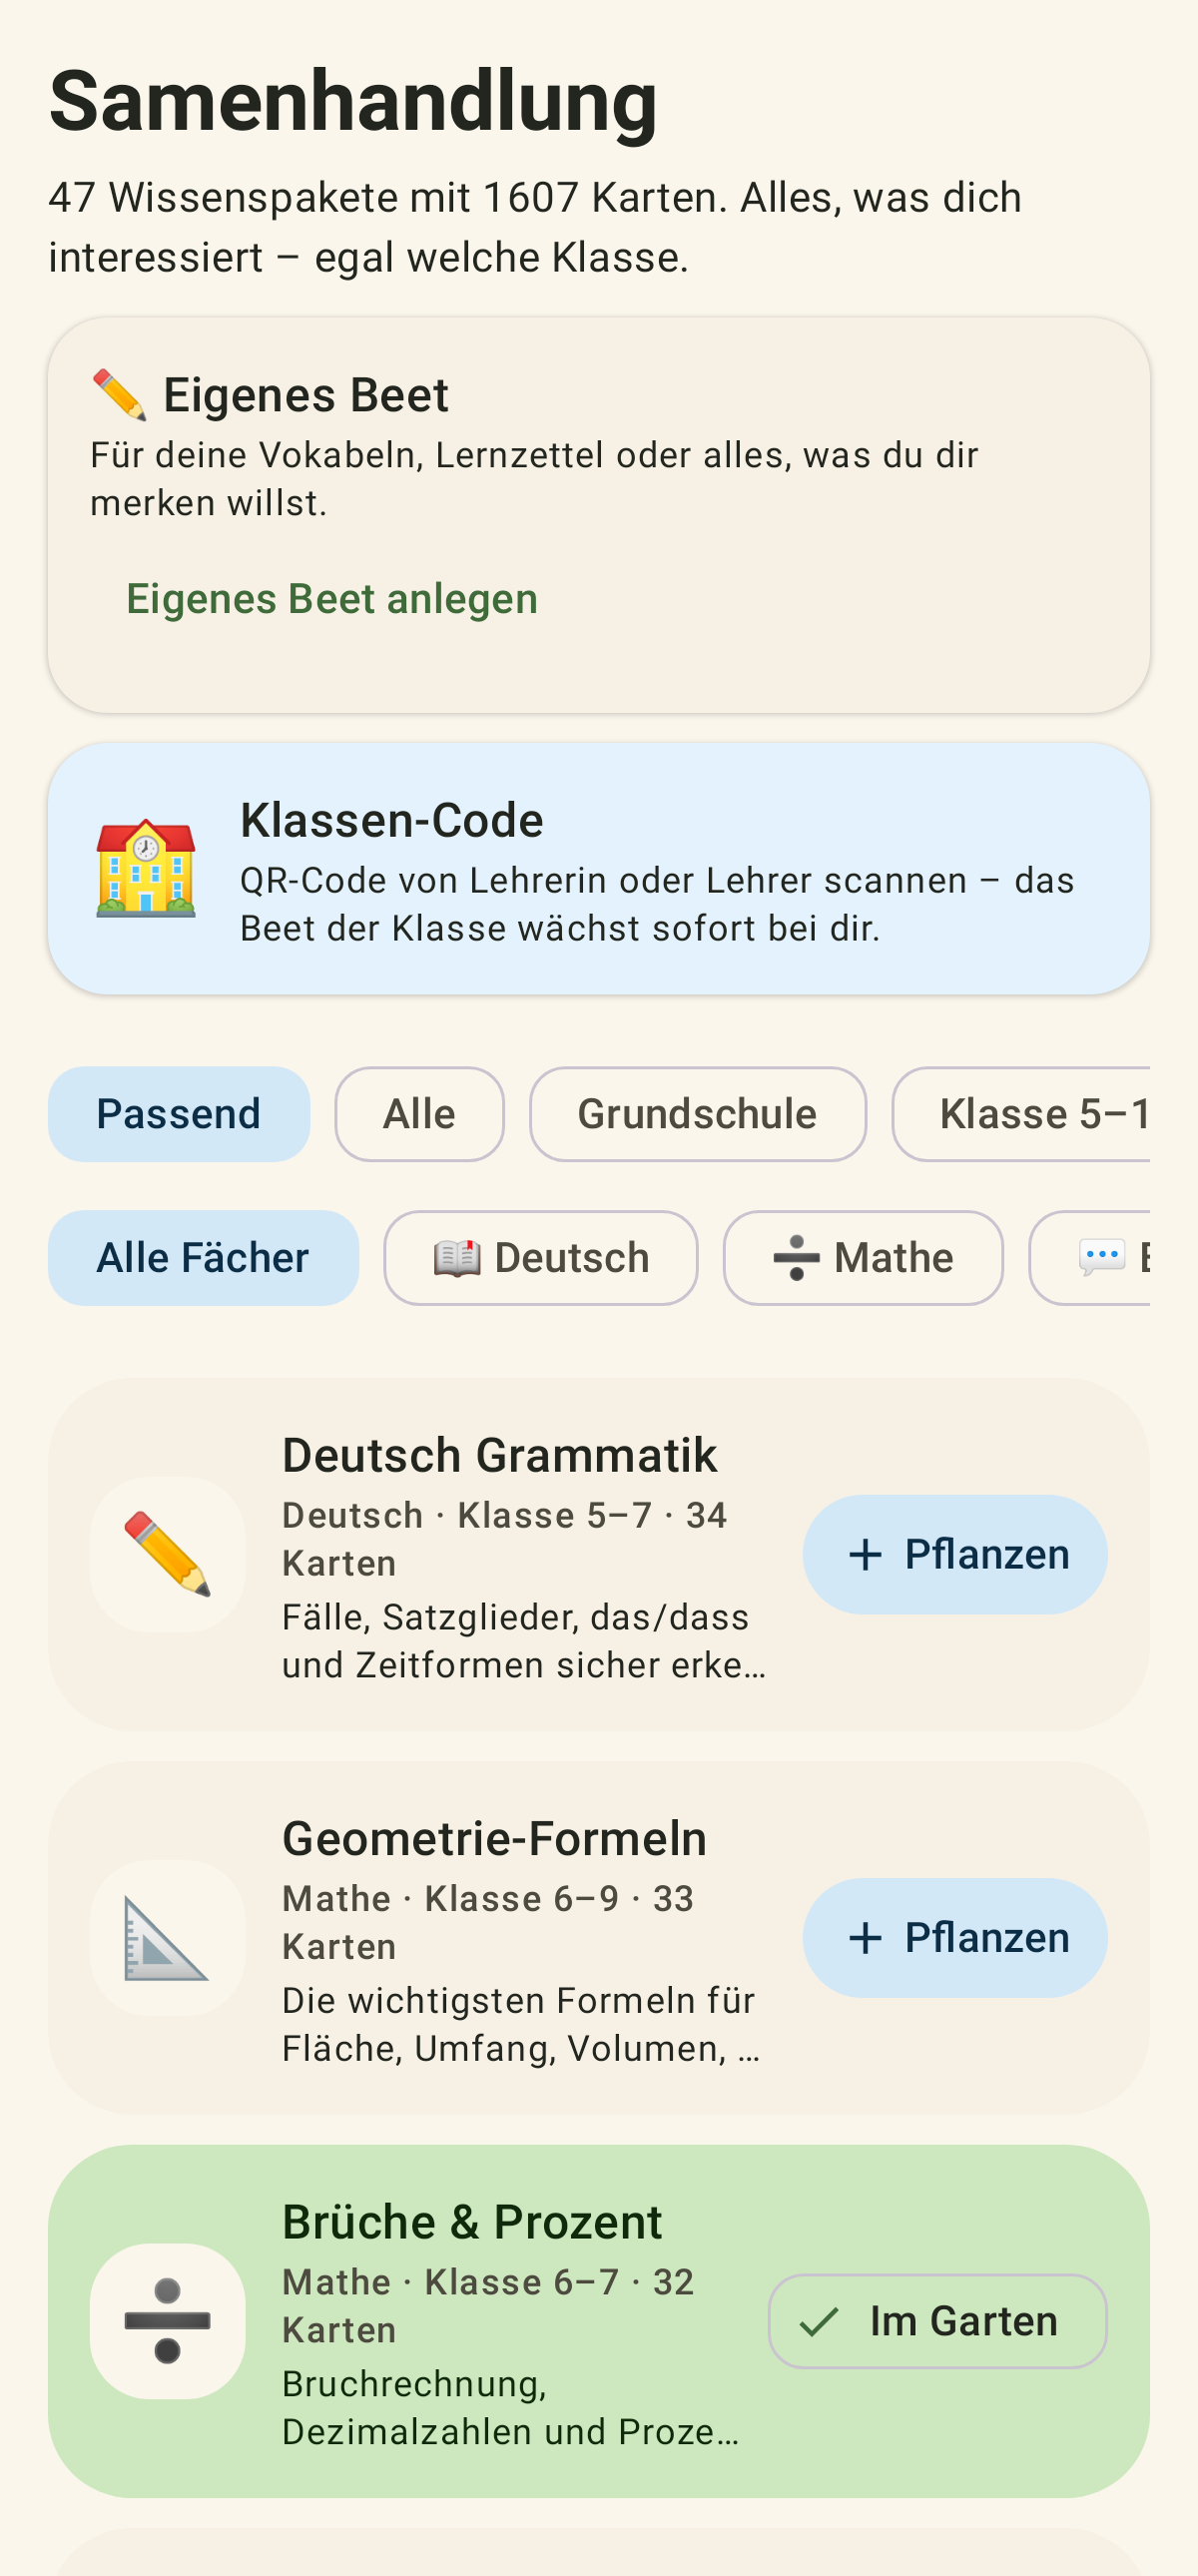 Samenhandlung
47 Wissenspakete mit 1607 Karten. Alles, was dich
interessiert – egal welche Klasse.
Eigenes Beet
Für deine Vokabeln, Lernzettel oder alles, was du dir
merken willst.
Eigenes Beet anlegen
Klassen-Code
QR-Code von Lehrerin oder Lehrer scannen – das
Beet der Klasse wächst sofort bei dir.
Passend
Alle
Grundschule
Klasse 5–1
Alle Fächer
Deutsch
Mathe
Deutsch Grammatik
Deutsch · Klasse 5–7 · 34
Karten
Fälle, Satzglieder, das/dass
und Zeitformen sicher erke…
+ Pflanzen
Geometrie-Formeln
Mathe · Klasse 6–9 · 33
Karten
Die wichtigsten Formeln für
Fläche, Umfang, Volumen, …
+ Pflanzen
Brüche & Prozent
Mathe · Klasse 6–7 · 32
Karten
Bruchrechnung,
Dezimalzahlen und Proze…
Im Garten